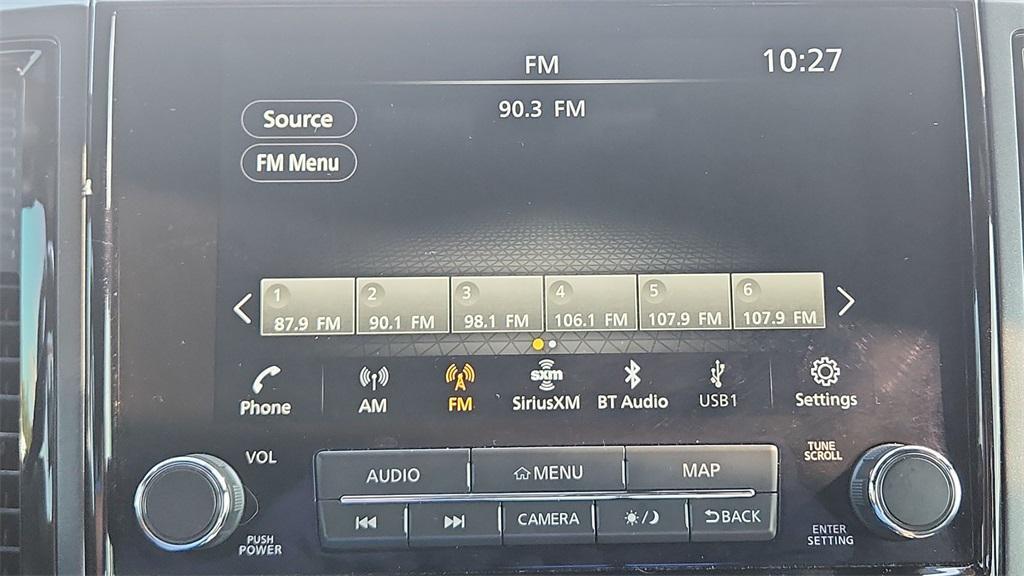 FM
10:27
90.3 FM
Source
FM Menu
1 2 3 4 5 6
87.9 FM 90.1 FM 98.1 FM 106.1 FM 107.9 FM 107.9 FM
sxm
Phone AM FM SiriusXM BT Audio USB1 Settings
VOL
TUNE
SCROLL
AUDIO MENU MAP
CAMERA BACK
PUSH
POWER
ENTER
SETTING